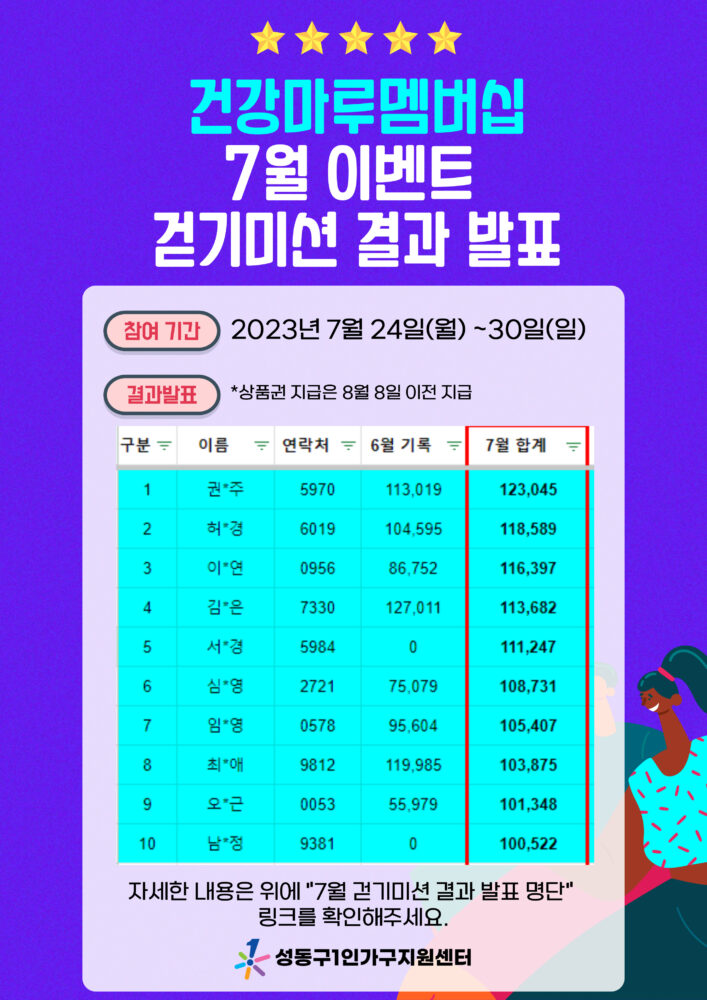 건강마루멤버십
7월 이벤트
걷기미션 결과 발표
참여 기간 2023년 7월 24일(월) ~30일(일)
결과발표 *상품권 지급은 8월 8일 이전 지급
구분 이름 연락처 6월 기록 7월 합계
1 권*주 5970 113,019 123,045
2 허*경 6019 104,595 118,589
3 이*연 0956 86,752 116,397
4 김*은 7330 127,011 113,682
5 서*경 5984 0 111,247
6 심*영 2721 75,079 108,731
7 임*영 0578 95,604 105,407
8 최*애 9812 119,985 103,875
9 오*근 0053 55,979 101,348
10 남*정 9381 0 100,522
자세한 내용은 위에 "7월 걷기미션 결과 발표 명단"
링크를 확인해주세요.
1 성동구1인가구지원센터